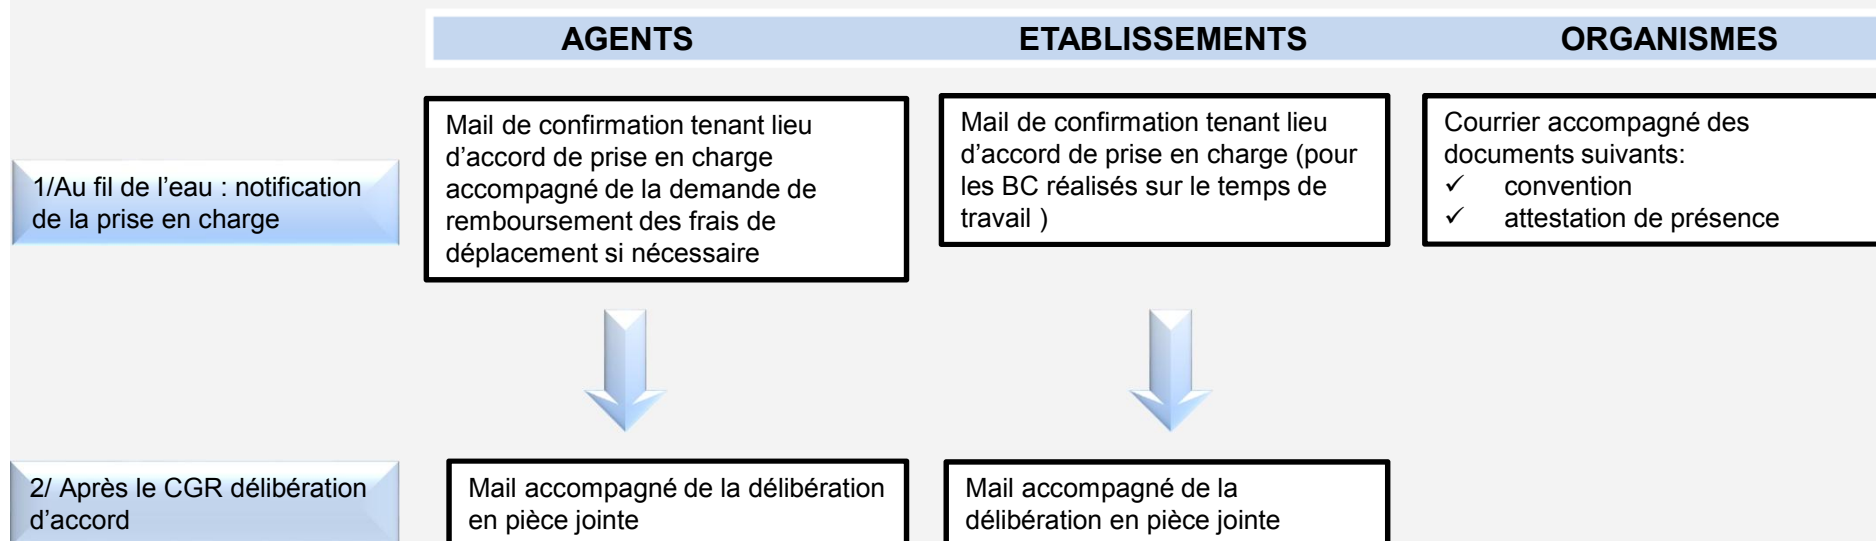 AGENTS
ETABLISSEMENTS
ORGANISMES
1/Au fil de l’eau : notification
de la prise en charge
Mail de confirmation tenant lieu
d’accord de prise en charge
accompagné de la demande de
remboursement des frais de
déplacement si nécessaire
Mail de confirmation tenant lieu
d’accord de prise en charge (pour
les BC réalisés sur le temps de
travail )
Courrier accompagné des
documents suivants:
✓ convention
✓ attestation de présence
2/ Après le CGR délibération
d’accord
Mail accompagné de la délibération
en pièce jointe
Mail accompagné de la
délibération en pièce jointe